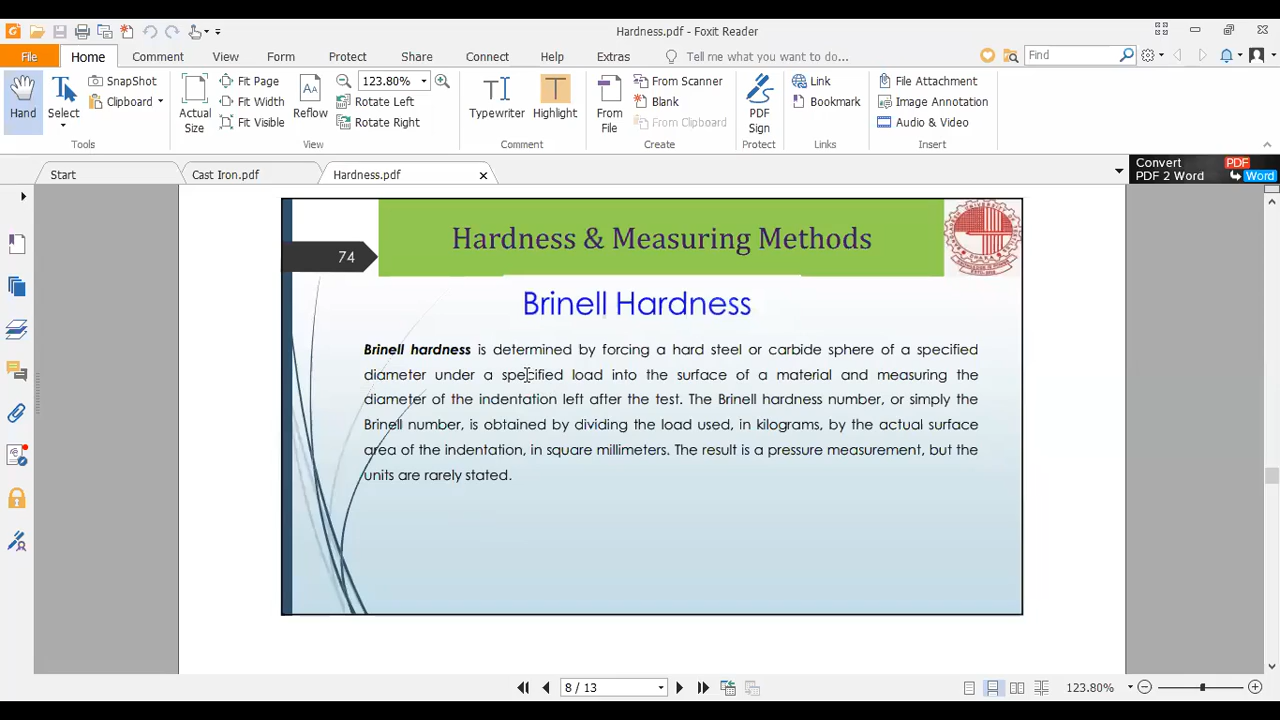 Hardness.pdf - Foxit Reader
File Home Comment View Form Protect Share Connect Extras Tell me what you want to do... Find
Hand
Select
SnapShot
Clipboard
Tools
Actual Size
Fit Page
Fit Width
Fit Visible
Reflow
123.80%
Rotate Left
Rotate Right
View
Typewriter
Highlight
Comment
From File
From Scanner
Blank
From Clipboard
Create
PDF Sign
Protect
Link
Bookmark
Links
File Attachment
Image Annotation
Audio & Video
Insert
Start Cast Iron.pdf Hardness.pdf
Convert PDF
PDF 2 Word Word
Hardness & Measuring Methods
74
Brinell Hardness
Brinell hardness is determined by forcing a hard steel or carbide sphere of a specified
diameter under a specified load into the surface of a material and measuring the
diameter of the indentation left after the test. The Brinell hardness number, or simply the
Brinell number, is obtained by dividing the load used, in kilograms, by the actual surface
area of the indentation, in square millimeters. The result is a pressure measurement, but the
units are rarely stated.
8 / 13
123.80%